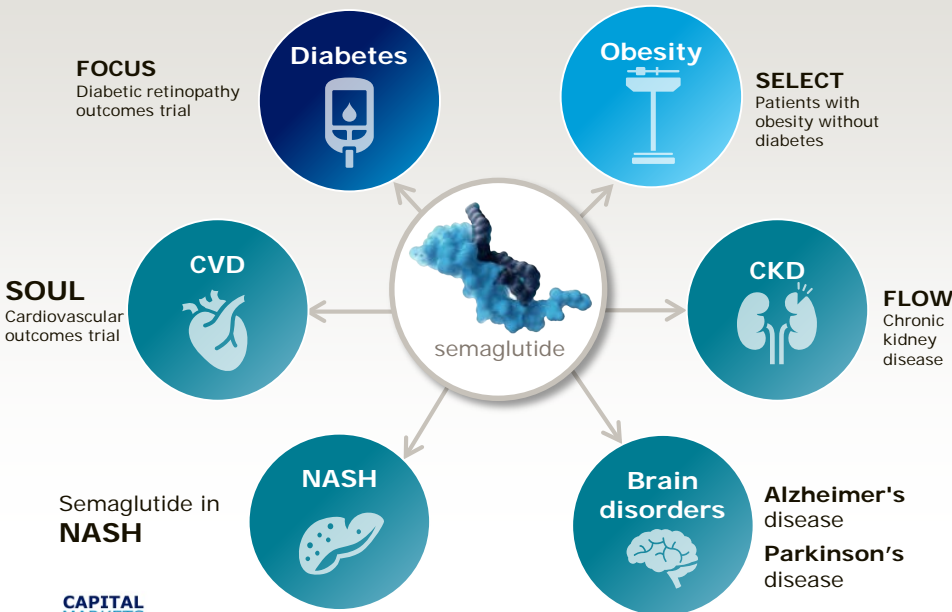 Diabetes
FOCUS
Diabetic retinopathy
outcomes trial
Obesity
SELECT
Patients with
obesity without
diabetes
CVD
SOUL
Cardiovascular
outcomes trial
semaglutide
CKD
FLOW
Chronic
kidney
disease
NASH
Semaglutide in
NASH
Brain
disorders
Alzheimer's
disease
Parkinson’s
disease
CAPITAL